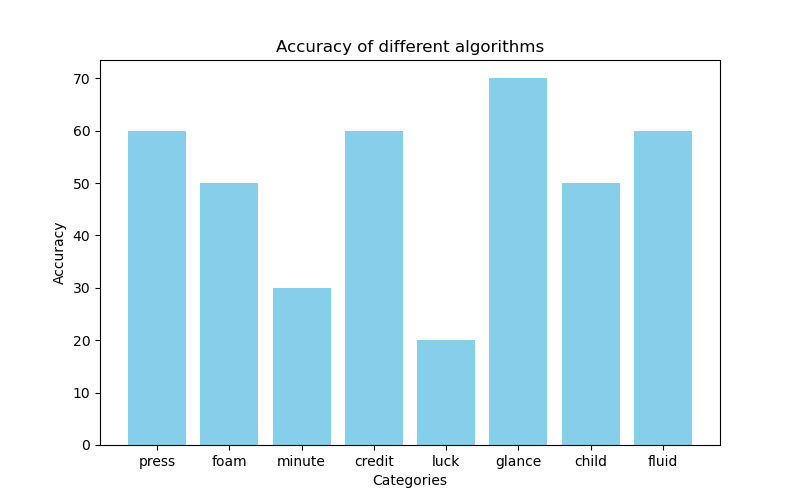 Accuracy of different algorithms
Accuracy
70
60
50
40
30
20
10
0
press foam minute credit luck glance child fluid
Categories